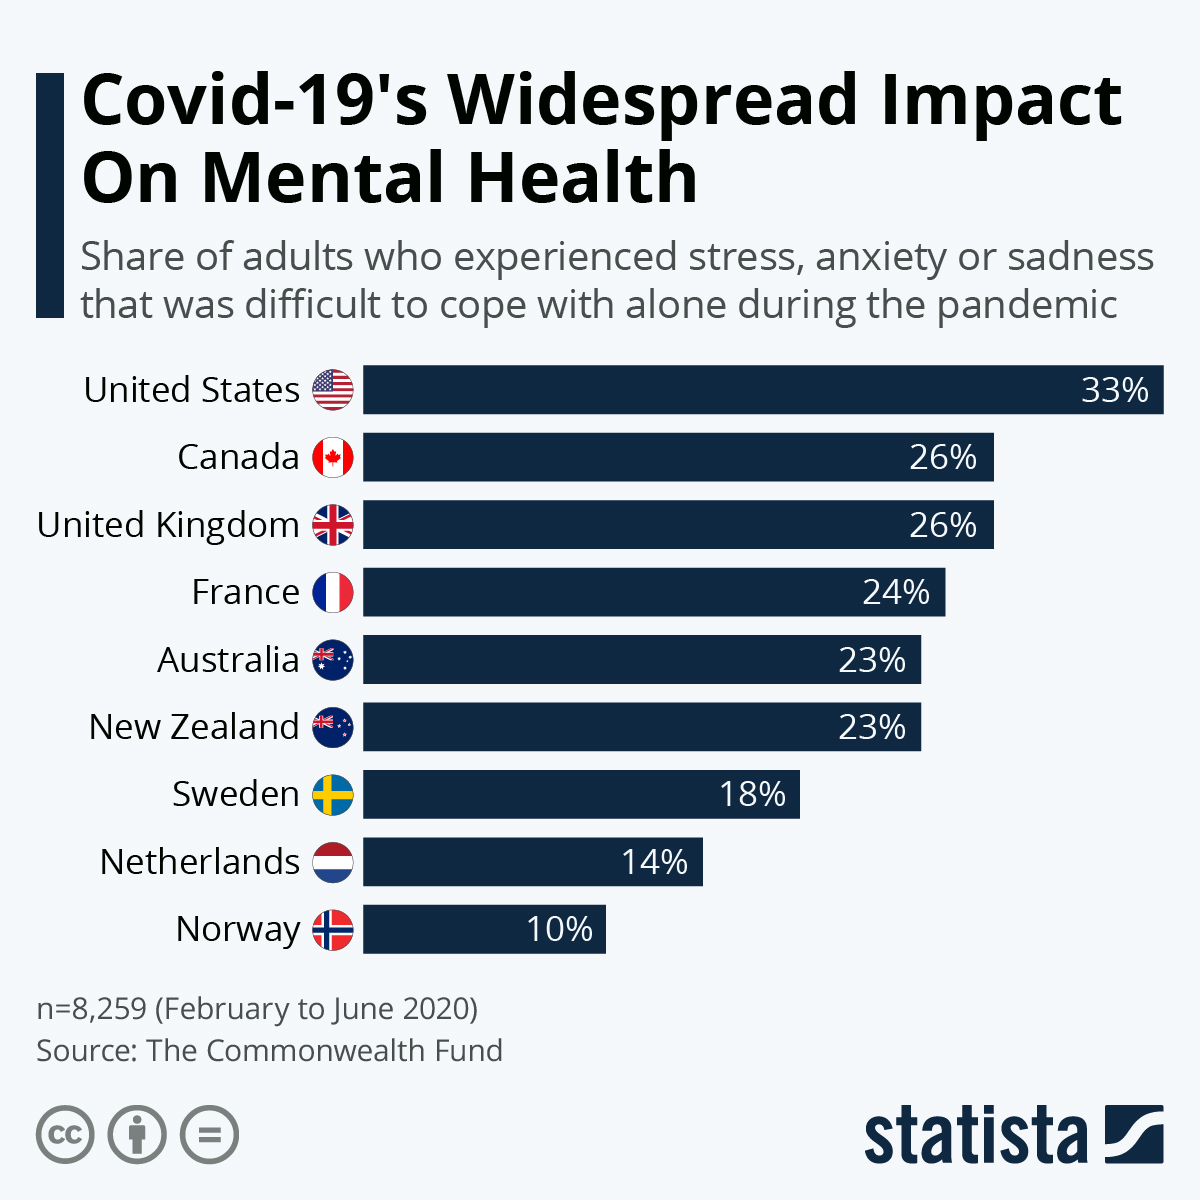 Covid-19's Widespread Impact
On Mental Health
Share of adults who experienced stress, anxiety or sadness
that was difficult to cope with alone during the pandemic
United States 33%
Canada 26%
United Kingdom 26%
France 24%
Australia 23%
New Zealand 23%
Sweden 18%
Netherlands 14%
Norway 10%
n=8,259 (February to June 2020)
Source: The Commonwealth Fund
cc = statista